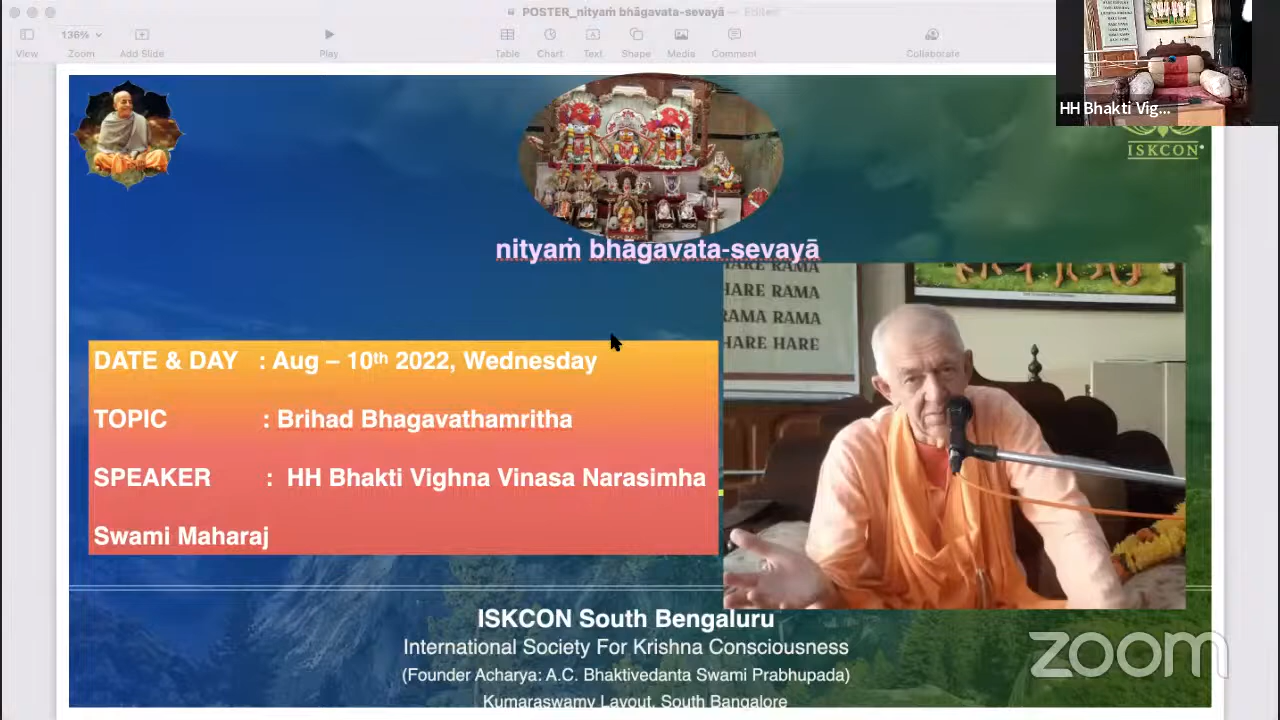 POSTER_nityaṁ bhāgavata-sevayā — Edited
136%
View
Zoom
Add Slide
Play
Table
Chart
Text
Shape
Media
Comment
Collaborate
HH Bhakti Vig...
ISKCON
nityaṁ bhāgavata-sevayā
HARE RAMA
HARE RAMA
RAMA RAMA
HARE HARE
DATE & DAY : Aug – 10th 2022, Wednesday
TOPIC : Brihad Bhagavathamritha
SPEAKER : HH Bhakti Vighna Vinasa Narasimha
Swami Maharaj
ISKCON South Bengaluru
International Society For Krishna Consciousness
(Founder Acharya: A.C. Bhaktivedanta Swami Prabhupada)
Kumaraswamy Layout, South Bangalore
zoom